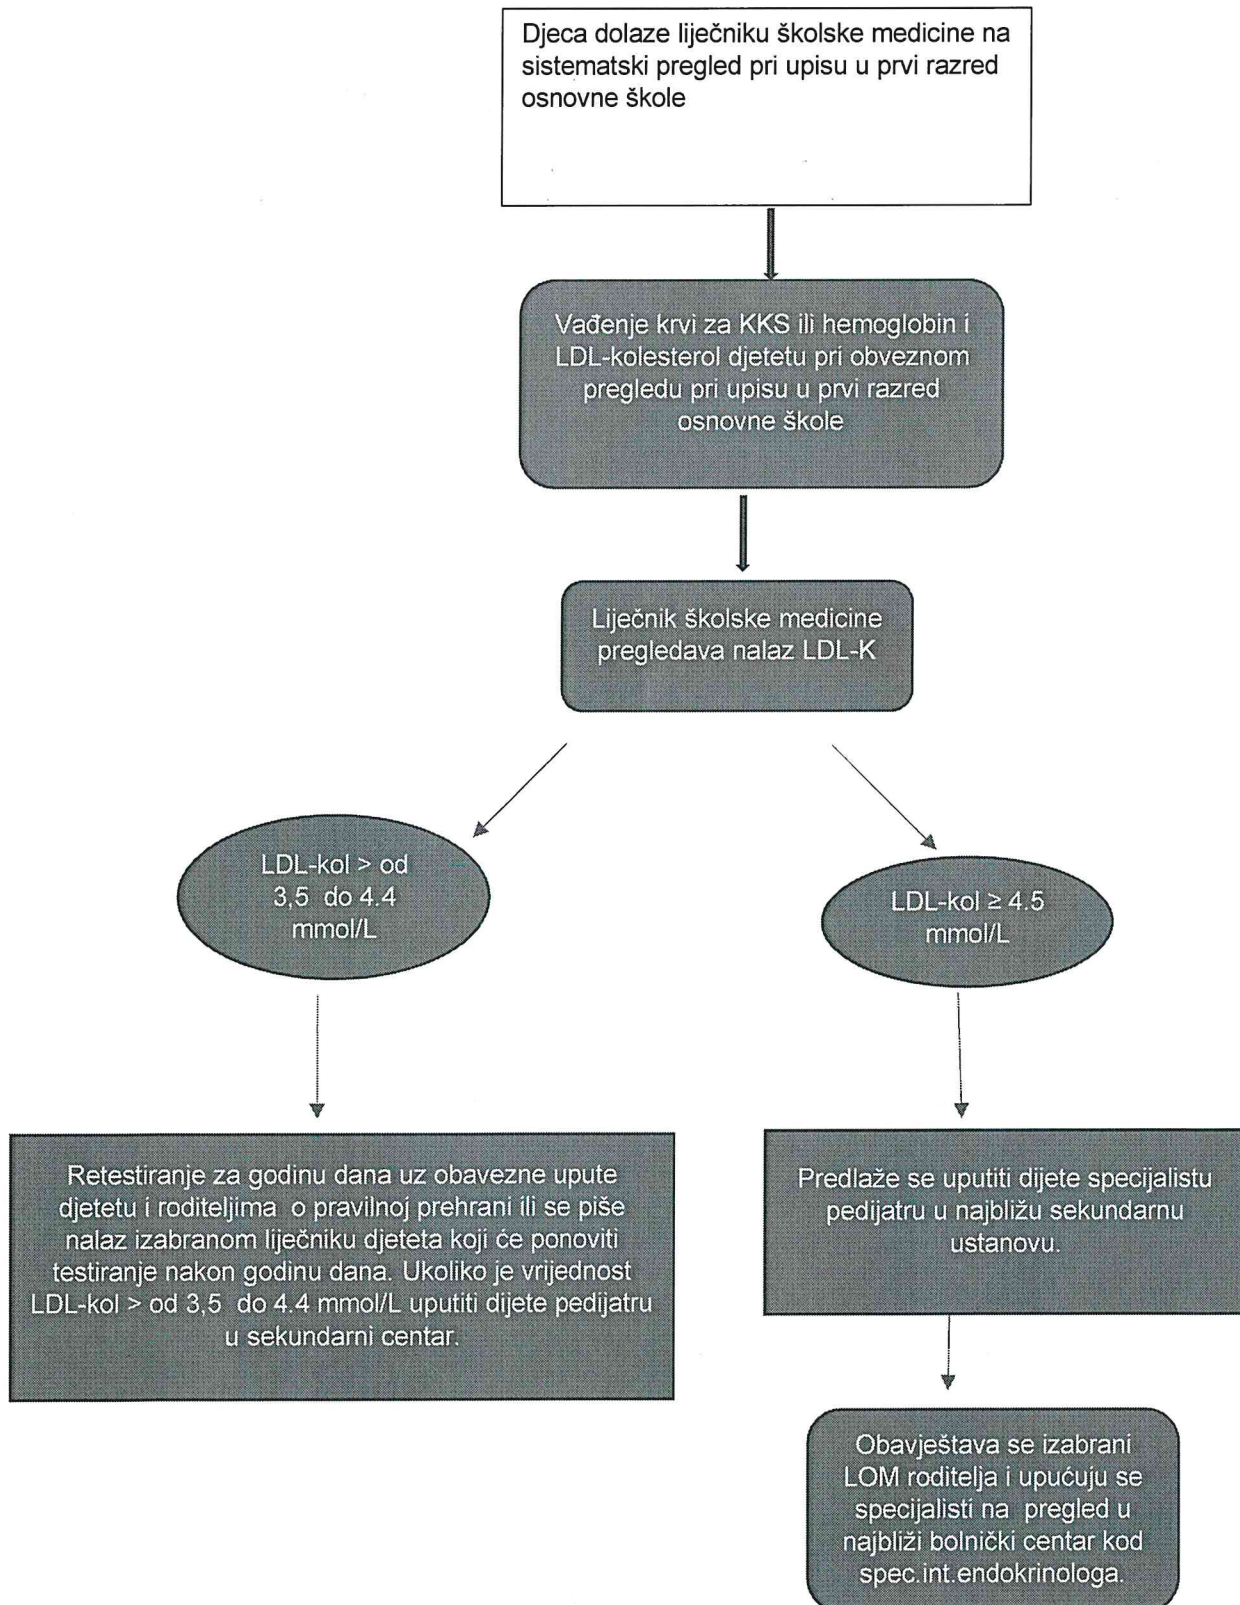 Djeca dolaze liječniku školske medicine na
sistematski pregled pri upisu u prvi razred
osnovne škole
Vađenje krvi za KKS ili hemoglobin i
LDL-kolesterol djetetu pri obveznom
pregledu pri upisu u prvi razred
osnovne škole
Liječnik školske medicine
pregledava nalaz LDL-K
LDL-kol > od
3,5 do 4.4
mmol/L
LDL-kol ≥ 4.5
mmol/L
Retestiranje za godinu dana uz obavezne upute
djetetu i roditeljima o pravilnoj prehrani ili se piše
nalaz izabranom liječniku djeteta koji će ponoviti
testiranje nakon godinu dana. Ukoliko je vrijednost
LDL-kol > od 3,5 do 4.4 mmol/L uputiti dijete pedijatru
u sekundarni centar.
Predlaže se uputiti dijete specijalistu
pedijatru u najbližu sekundarnu
ustanovu.
Obavještava se izabrani
LOM roditelja i upućuju se
specijalisti na pregled u
najbliži bolnički centar kod
spec.int.endokrinologa.